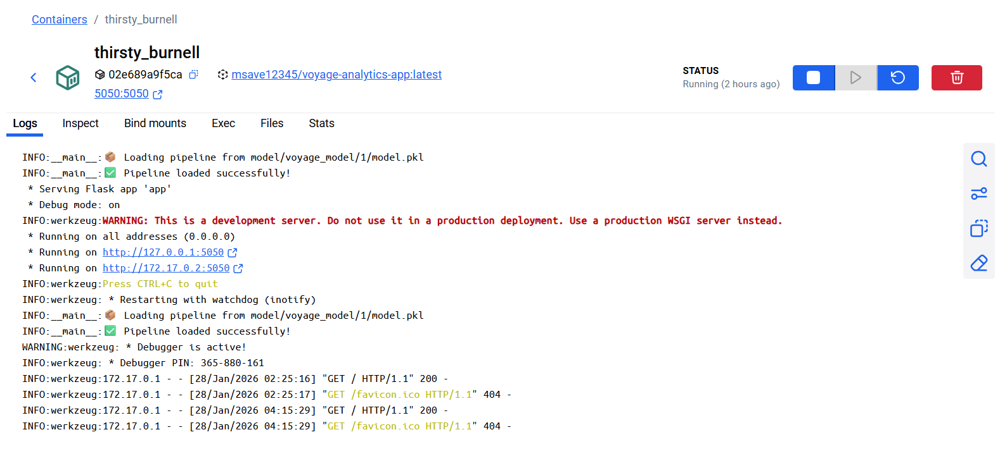 Containers / thirsty_burnell
thirsty_burnell
02e689a9f5ca msave12345/voyage-analytics-app:latest
5050:5050
STATUS
Running (2 hours ago)
Logs Inspect Bind mounts Exec Files Stats
INFO:__main__:📦 Loading pipeline from model/voyage_model/1/model.pkl
INFO:__main__:✅ Pipeline loaded successfully!
* Serving Flask app 'app'
* Debug mode: on
INFO:werkzeug:WARNING: This is a development server. Do not use it in a production deployment. Use a production WSGI server instead.
* Running on all addresses (0.0.0.0)
* Running on http://127.0.0.1:5050
* Running on http://172.17.0.2:5050
INFO:werkzeug:Press CTRL+C to quit
INFO:werkzeug: * Restarting with watchdog (inotify)
INFO:__main__:📦 Loading pipeline from model/voyage_model/1/model.pkl
INFO:__main__:✅ Pipeline loaded successfully!
WARNING:werkzeug: * Debugger is active!
INFO:werkzeug: * Debugger PIN: 365-880-161
INFO:werkzeug:172.17.0.1 - - [28/Jan/2026 02:25:16] "GET / HTTP/1.1" 200 -
INFO:werkzeug:172.17.0.1 - - [28/Jan/2026 02:25:17] "GET /favicon.ico HTTP/1.1" 404 -
INFO:werkzeug:172.17.0.1 - - [28/Jan/2026 04:15:29] "GET / HTTP/1.1" 200 -
INFO:werkzeug:172.17.0.1 - - [28/Jan/2026 04:15:29] "GET /favicon.ico HTTP/1.1" 404 -